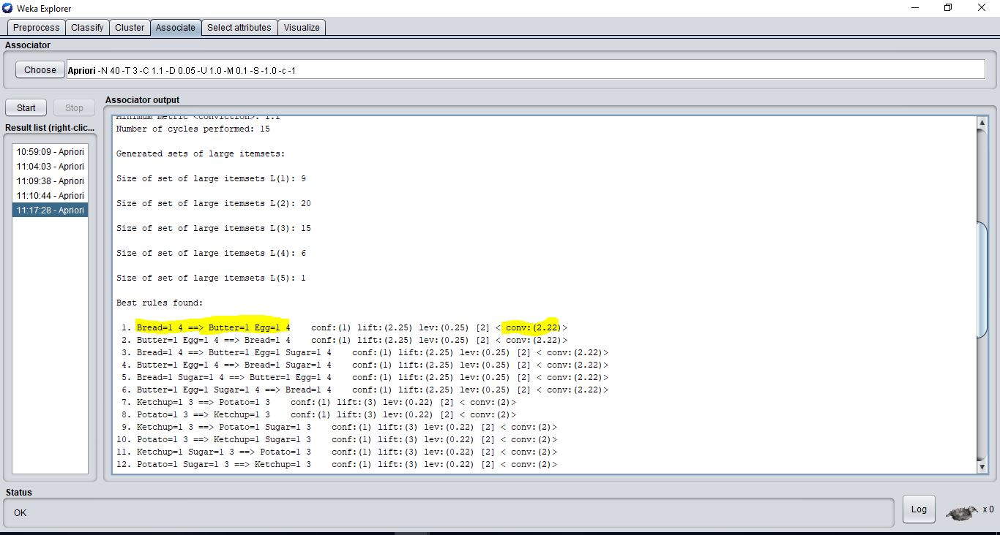 Weka Explorer
Preprocess Classify Cluster Associate Select attributes Visualize
Associator
Choose Apriori -N 40 -T 3 -C 1.1 -D 0.05 -U 1.0 -M 0.1 -S -1.0 -c -1
Start Stop
Result list (right-clic...
10:59:09 - Apriori
11:04:03 - Apriori
11:09:38 - Apriori
11:10:44 - Apriori
11:17:28 - Apriori
Associator output
Minimum metric <conviction>: 1.1
Number of cycles performed: 15
Generated sets of large itemsets:
Size of set of large itemsets L(1): 9
Size of set of large itemsets L(2): 20
Size of set of large itemsets L(3): 15
Size of set of large itemsets L(4): 6
Size of set of large itemsets L(5): 1
Best rules found:
1. Bread=1 4 ==> Butter=1 Egg=1 4 conf:(1) lift:(2.25) lev:(0.25) [2] < conv:(2.22)>
2. Butter=1 Egg=1 4 ==> Bread=1 4 conf:(1) lift:(2.25) lev:(0.25) [2] < conv:(2.22)>
3. Bread=1 4 ==> Butter=1 Egg=1 Sugar=1 4 conf:(1) lift:(2.25) lev:(0.25) [2] < conv:(2.22)>
4. Butter=1 Egg=1 4 ==> Bread=1 Sugar=1 4 conf:(1) lift:(2.25) lev:(0.25) [2] < conv:(2.22)>
5. Bread=1 Sugar=1 4 ==> Butter=1 Egg=1 4 conf:(1) lift:(2.25) lev:(0.25) [2] < conv:(2.22)>
6. Butter=1 Egg=1 Sugar=1 4 ==> Bread=1 4 conf:(1) lift:(2.25) lev:(0.25) [2] < conv:(2.22)>
7. Ketchup=1 3 ==> Potato=1 3 conf:(1) lift:(3) lev:(0.22) [2] < conv:(2)>
8. Potato=1 3 ==> Ketchup=1 3 conf:(1) lift:(3) lev:(0.22) [2] < conv:(2)>
9. Ketchup=1 3 ==> Potato=1 Sugar=1 3 conf:(1) lift:(3) lev:(0.22) [2] < conv:(2)>
10. Potato=1 3 ==> Ketchup=1 Sugar=1 3 conf:(1) lift:(3) lev:(0.22) [2] < conv:(2)>
11. Ketchup=1 Sugar=1 3 ==> Potato=1 3 conf:(1) lift:(3) lev:(0.22) [2] < conv:(2)>
12. Potato=1 Sugar=1 3 ==> Ketchup=1 3 conf:(1) lift:(3) lev:(0.22) [2] < conv:(2)>
Status
OK
Log
x 0